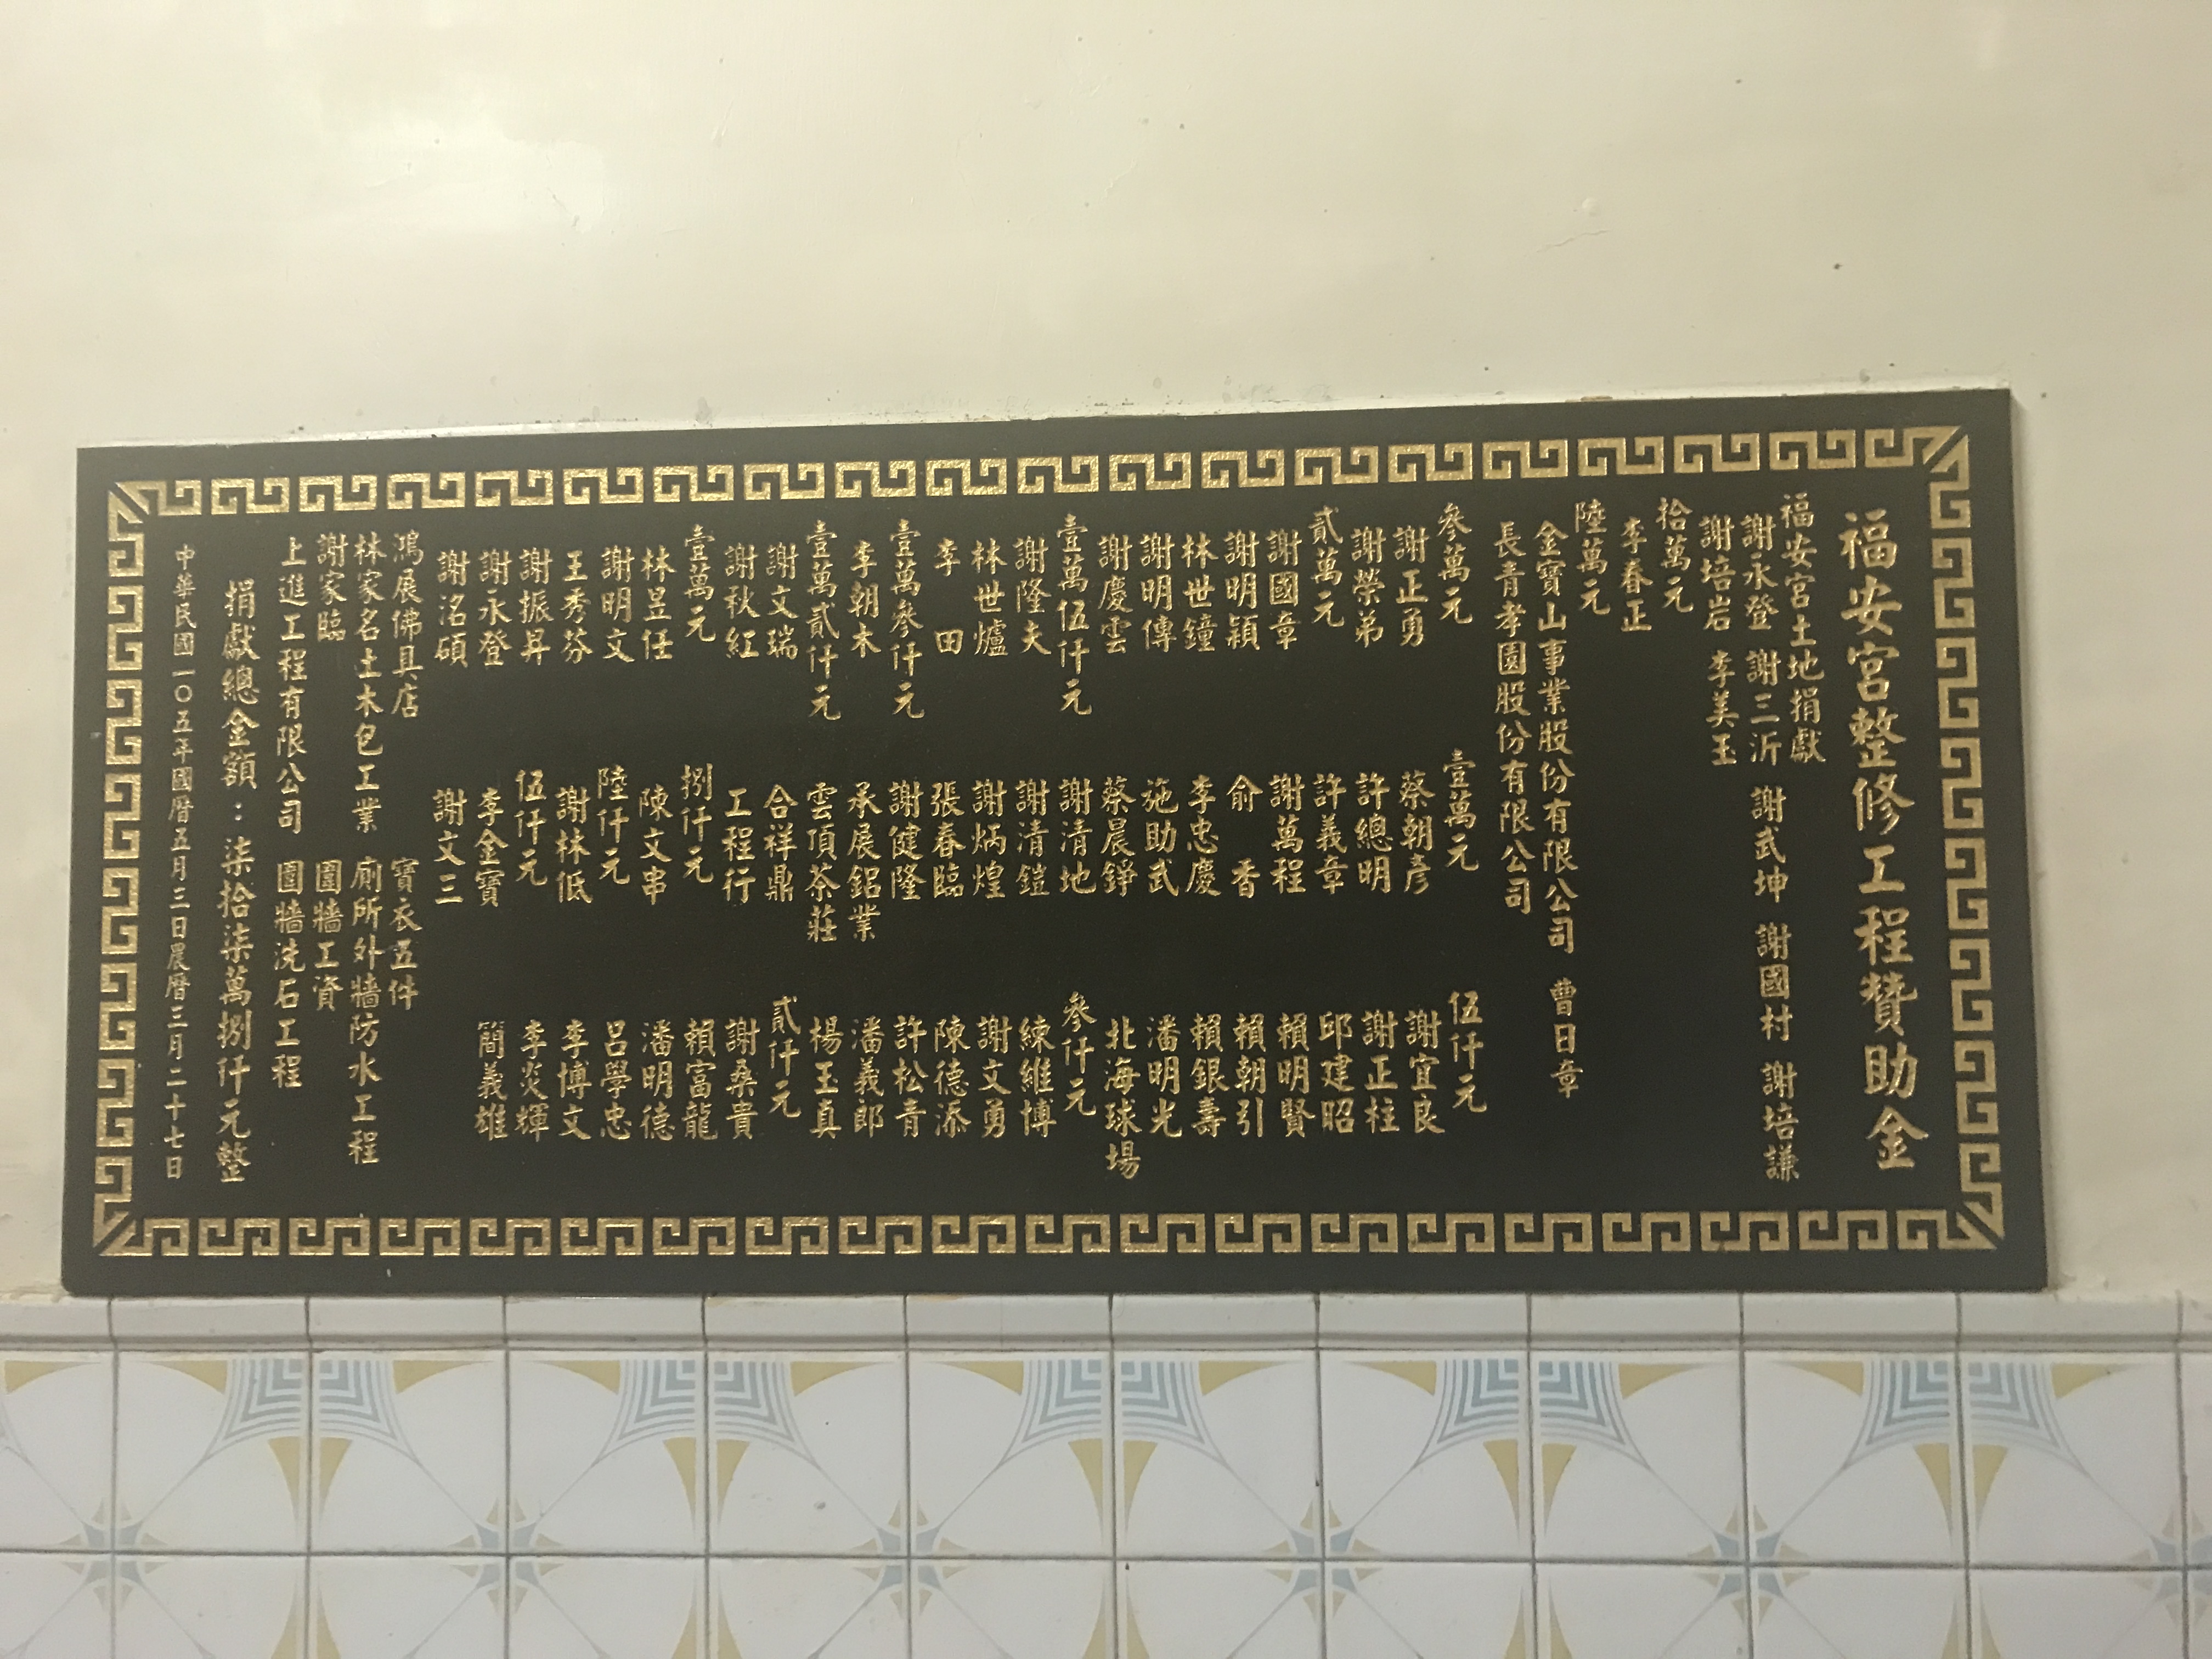 福安宮整修工程贊助金
福安宮土地捐獻
謝永登 謝三沂 謝武坤 謝國村 謝培謙
謝培岩 李美玉
拾萬元
李春正
陸萬元
金寶山事業股份有限公司 曹日章
長青孝園股份有限公司
參萬元
謝正勇
謝榮弟
貳萬元
謝國章
謝明穎
林世鐘
謝明傳
謝慶雲
壹萬伍仟元
謝隆夫
林世爐
李 田
壹萬參仟元
李朝木
壹萬貳仟元
謝文瑞
謝秋紅
壹萬元
林昱任
謝明文
王秀芬
謝振昇
謝永登
謝洺碩
壹萬元
蔡朝彥
許總明
許義章
謝萬程
俞 香
李忠慶
施助武
蔡晨錚
謝清地
謝清鎧
謝炳煌
張春臨
謝健隆
承展鋁業
雲頂茶莊
合祥鼎
工程行
捌仟元
陳文串
陸仟元
謝林低
伍仟元
李金寶
謝文三
伍仟元
謝宜良
謝正柱
邱建昭
賴明賢
賴朝引
賴銀壽
潘明光
北海球場
參仟元
練維博
謝文勇
陳德添
許松青
潘義郎
楊玉真
貳仟元
謝桑貴
賴富龍
潘明德
呂學忠
李博文
李炎輝
簡義雄
鴻展佛具店 寶衣五件
林家名土木包工業 廁所外牆防水工程
謝家臨 圍牆工資
上進工程有限公司 圍牆洗石工程
捐獻總金額：柒拾柒萬捌仟元整
中華民國一〇五年國曆五月三日農曆三月二十七日